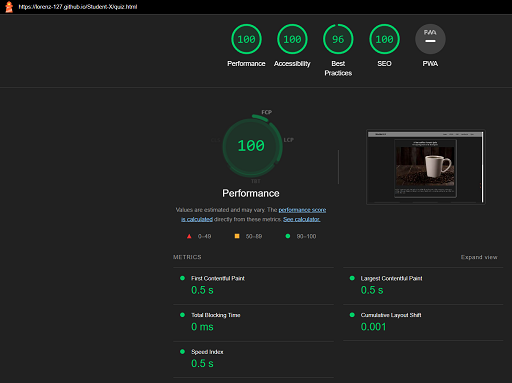 https://lorenz-127.github.io/Student-X/quiz.html
100 100 96 100
Performance Accessibility Best Practices SEO PWA
FCP
LCP
100
Performance
Values are estimated and may vary. The performance score
is calculated directly from these metrics. See calculator.
0–49 50–89 90–100
METRICS Expand view
First Contentful Paint Largest Contentful Paint
0.5 s 0.5 s
Total Blocking Time Cumulative Layout Shift
0 ms 0.001
Speed Index
0.5 s